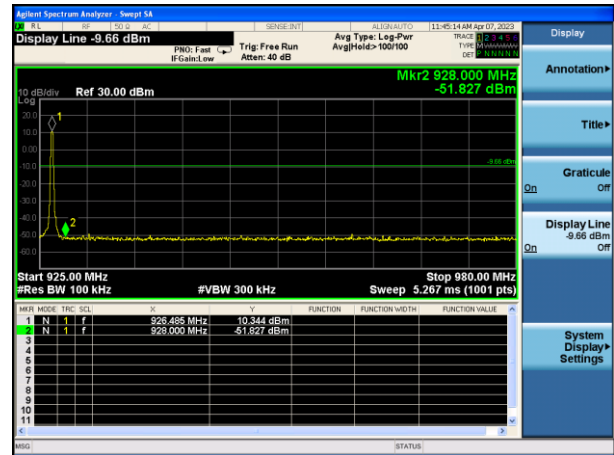 Agilent Spectrum Analyzer - Swept SA
RL RF 50 Ω AC SENSE:INT ALIGNAUTO 11:45:14 AM Apr 07, 2023
Display Line -9.66 dBm
PNO: Fast
IFGain:Low
Trig: Free Run
Atten: 40 dB
Avg Type: Log-Pwr
Avg|Hold:> 100/100
TRACE 1 2 3 4 5 6
TYPE M
DET P N N N N N
Mkr2 928.000 MHz
-51.827 dBm
10 dB/div Ref 30.00 dBm
Log
20.0
10.0
0.00
-10.0
-20.0
-30.0
-40.0
-50.0
-60.0
1
2
-9.66 dBm
Start 925.00 MHz Stop 980.00 MHz
#Res BW 100 kHz #VBW 300 kHz Sweep 5.267 ms (1001 pts)
MKR MODE TRC SCL X Y FUNCTION FUNCTION WIDTH FUNCTION VALUE
1 N 1 f 926.485 MHz 10.344 dBm
2 N 1 f 928.000 MHz -51.827 dBm
3
4
5
6
7
8
9
10
11
MSG STATUS
Display
Annotation
Title
Graticule
On Off
Display Line
-9.66 dBm
On Off
System
Display
Settings